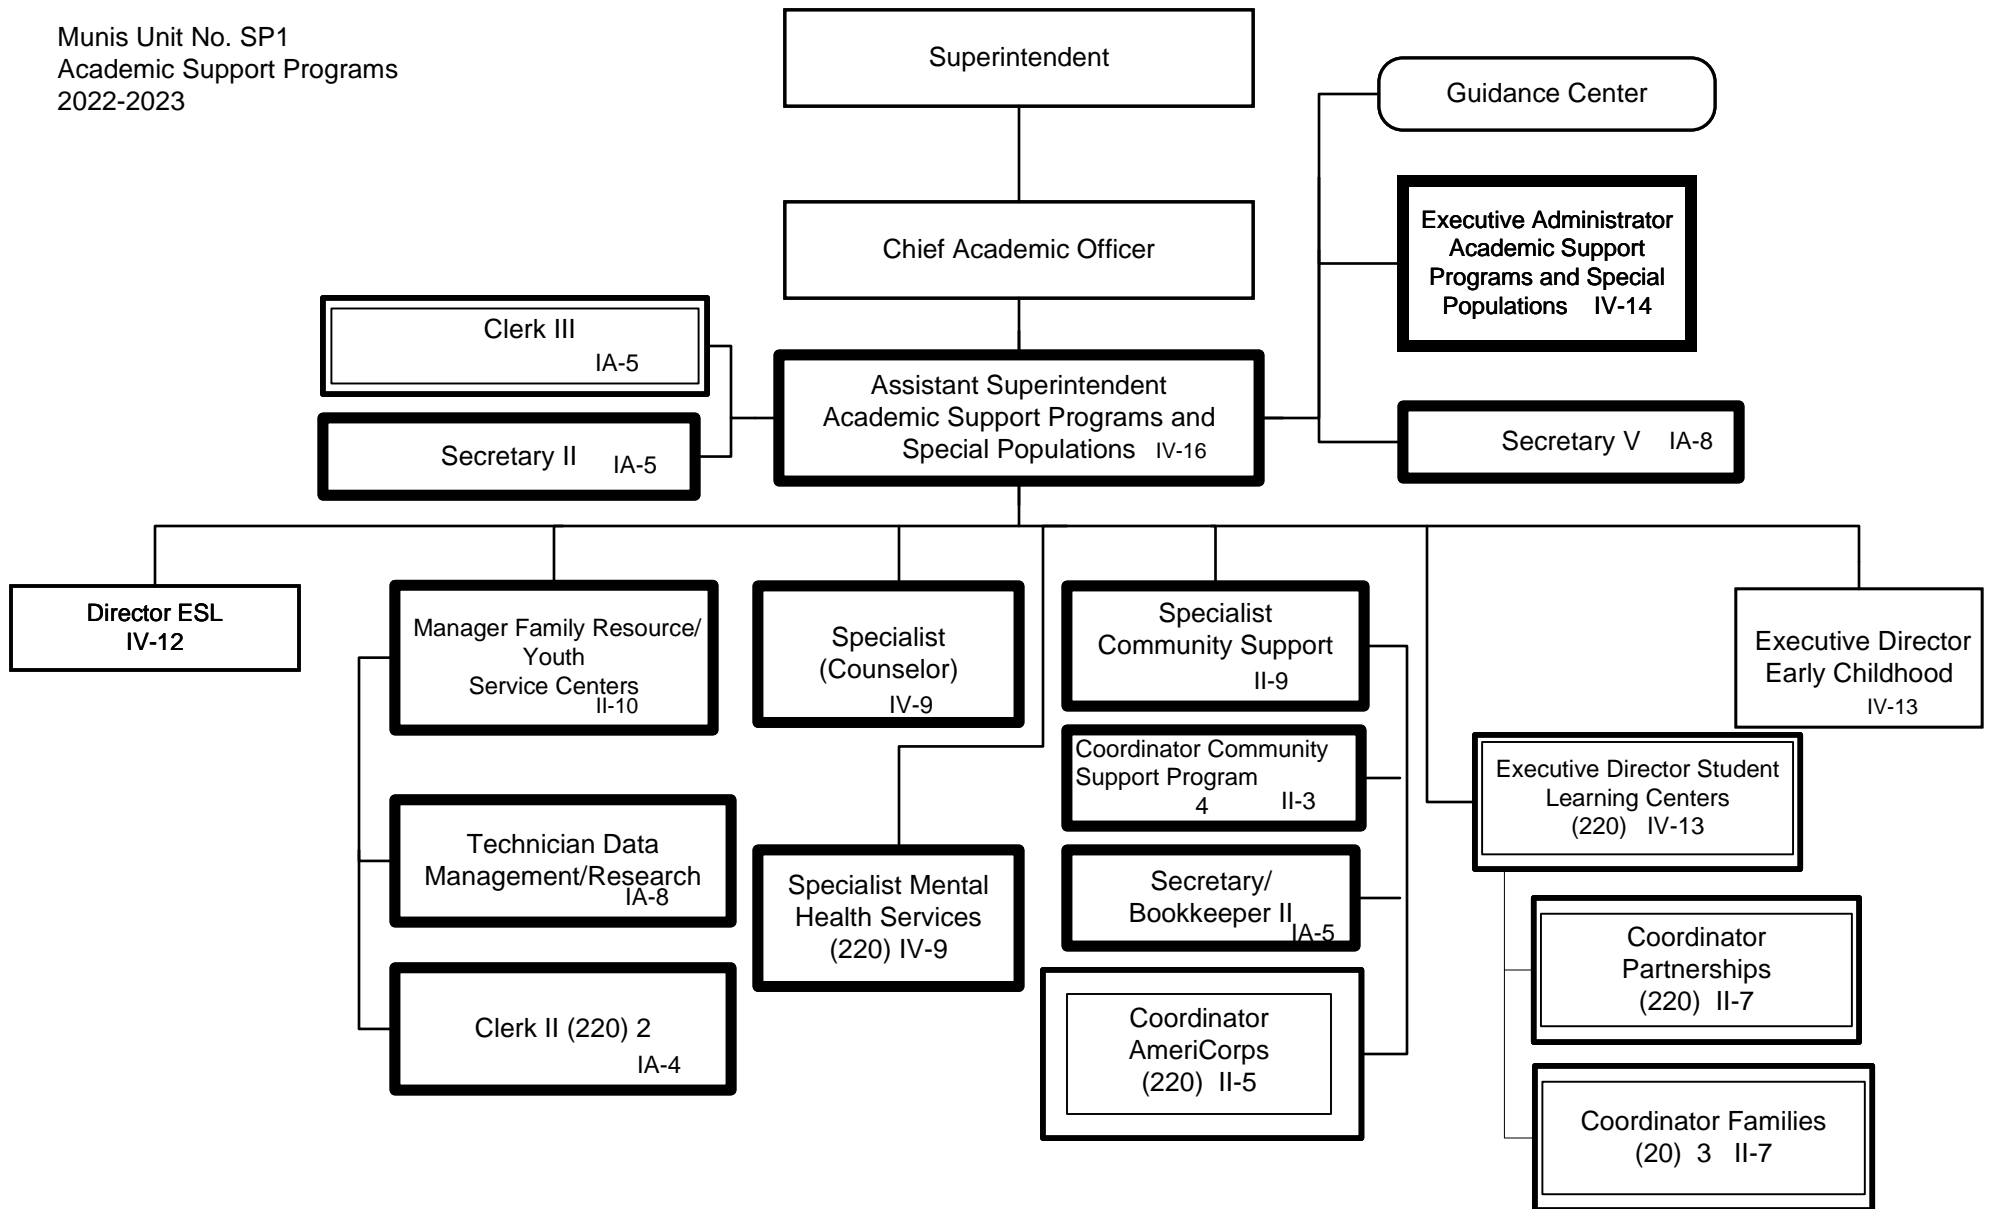 Munis Unit No. SP1
Academic Support Programs
2022-2023
Superintendent
Guidance Center
Executive Administrator
Academic Support
Programs and Special
Populations IV-14
Chief Academic Officer
Clerk III
IA-5
Assistant Superintendent
Academic Support Programs and
Special Populations IV-16
Secretary II IA-5
Secretary V IA-8
Director ESL
IV-12
Manager Family Resource/
Youth
Service Centers
II-10
Specialist
(Counselor)
IV-9
Specialist
Community Support
II-9
Executive Director
Early Childhood
IV-13
Coordinator Community
Support Program
4 II-3
Executive Director Student
Learning Centers
(220) IV-13
Technician Data
Management/Research
IA-8
Specialist Mental
Health Services
(220) IV-9
Secretary/
Bookkeeper II
IA-5
Coordinator
Partnerships
(220) II-7
Clerk II (220) 2
IA-4
Coordinator
AmeriCorps
(220) II-5
Coordinator Families
(20) 3 II-7